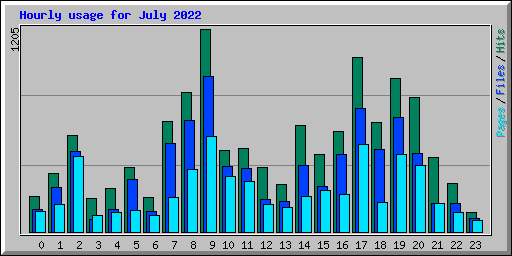 Hourly usage for July 2022
1205
Pages / Files / Hits
0 1 2 3 4 5 6 7 8 9 10 11 12 13 14 15 16 17 18 19 20 21 22 23